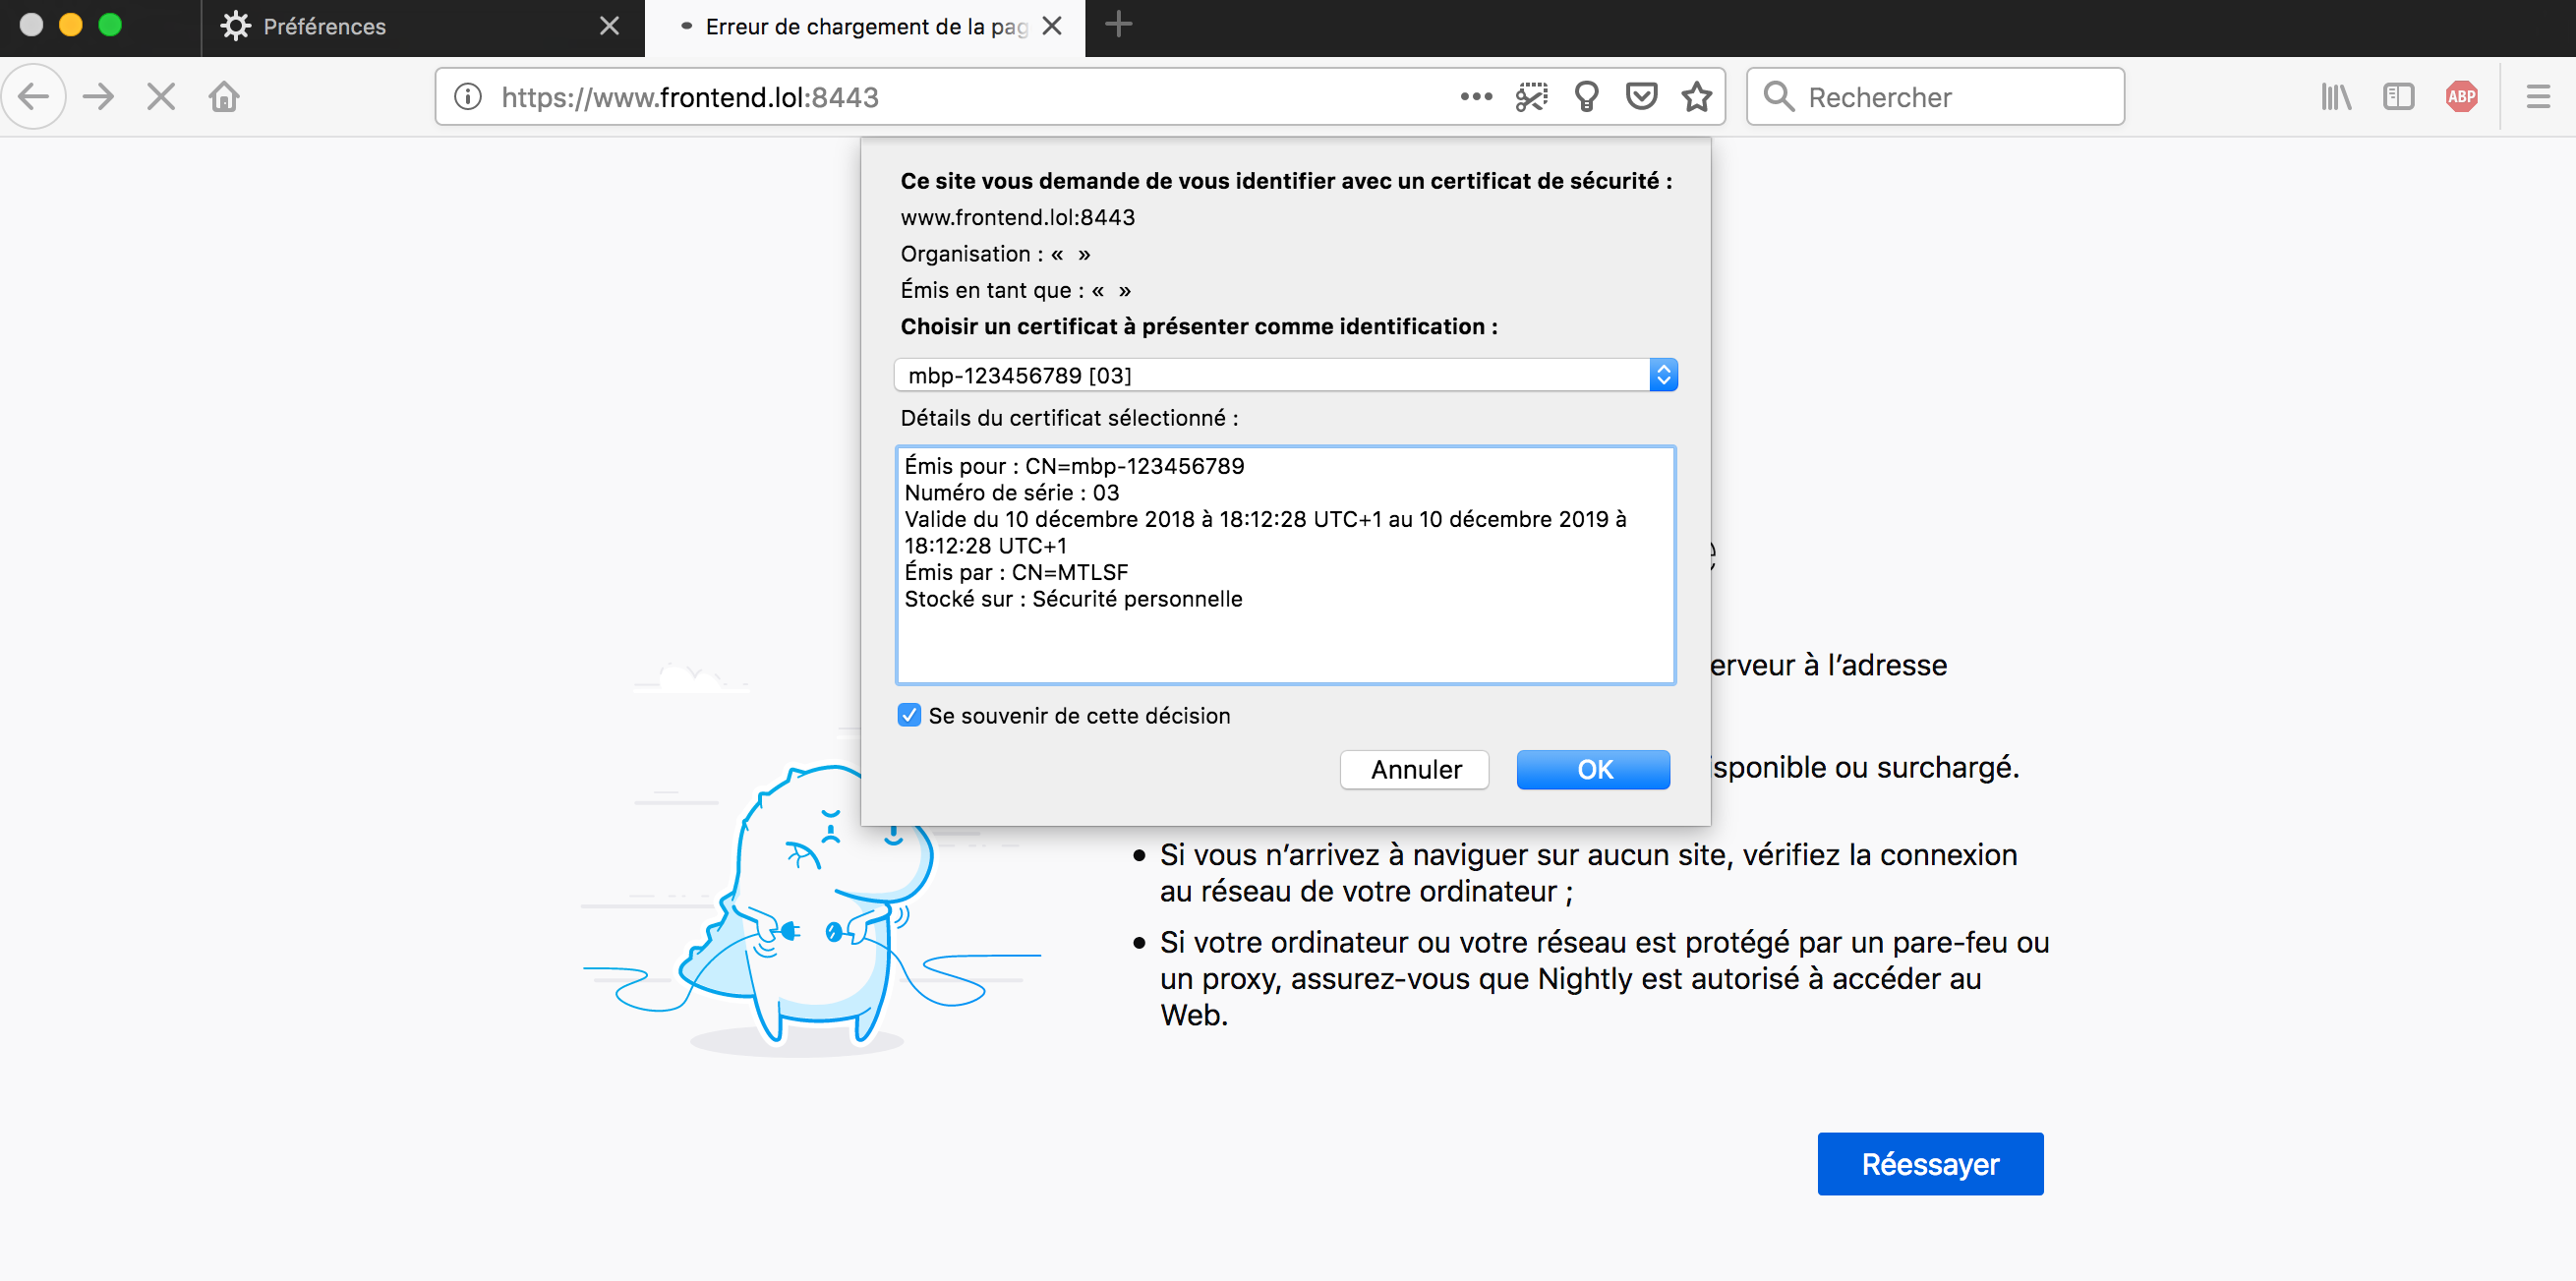 Préférences
Erreur de chargement de la pag
https://www.frontend.lol:8443
Rechercher
ABP
Ce site vous demande de vous identifier avec un certificat de sécurité :
www.frontend.lol:8443
Organisation : «  »
Émis en tant que : «  »
Choisir un certificat à présenter comme identification :
mbp-123456789 [03]
Détails du certificat sélectionné :
Émis pour : CN=mbp-123456789
Numéro de série : 03
Valide du 10 décembre 2018 à 18:12:28 UTC+1 au 10 décembre 2019 à
18:12:28 UTC+1
Émis par : CN=MTLSF
Stocké sur : Sécurité personnelle
Se souvenir de cette décision
Annuler
OK
erveur à l’adresse
sponible ou surchargé.
• Si vous n’arrivez à naviguer sur aucun site, vérifiez la connexion
au réseau de votre ordinateur ;
• Si votre ordinateur ou votre réseau est protégé par un pare-feu ou
un proxy, assurez-vous que Nightly est autorisé à accéder au
Web.
Réessayer